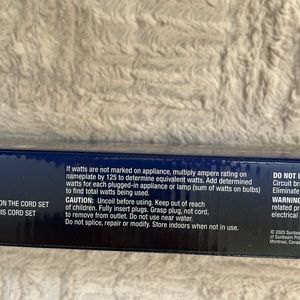 If watts are not marked on appliance, multiply ampere rating on
nameplate by 125 to determine equivalent watts. Add determined
watts for each plugged-in appliance or lamp (sum of watts on bulbs)
to find total watts being used.
CAUTION: Uncoil before using. Keep out of reach
of children. Fully insert plugs. Grasp plug, not cord,
to remove from outlet. Do not use near water.
Do not splice, repair or modify. Store indoors when not in use.
ON THE CORD SET
IS CORD SET
DO NOT U
Circuit bre
Eliminate
WARNING
related pro
electrical
© 2020 Sunbeam
of Sunbeam Pro
Montreal, Canad